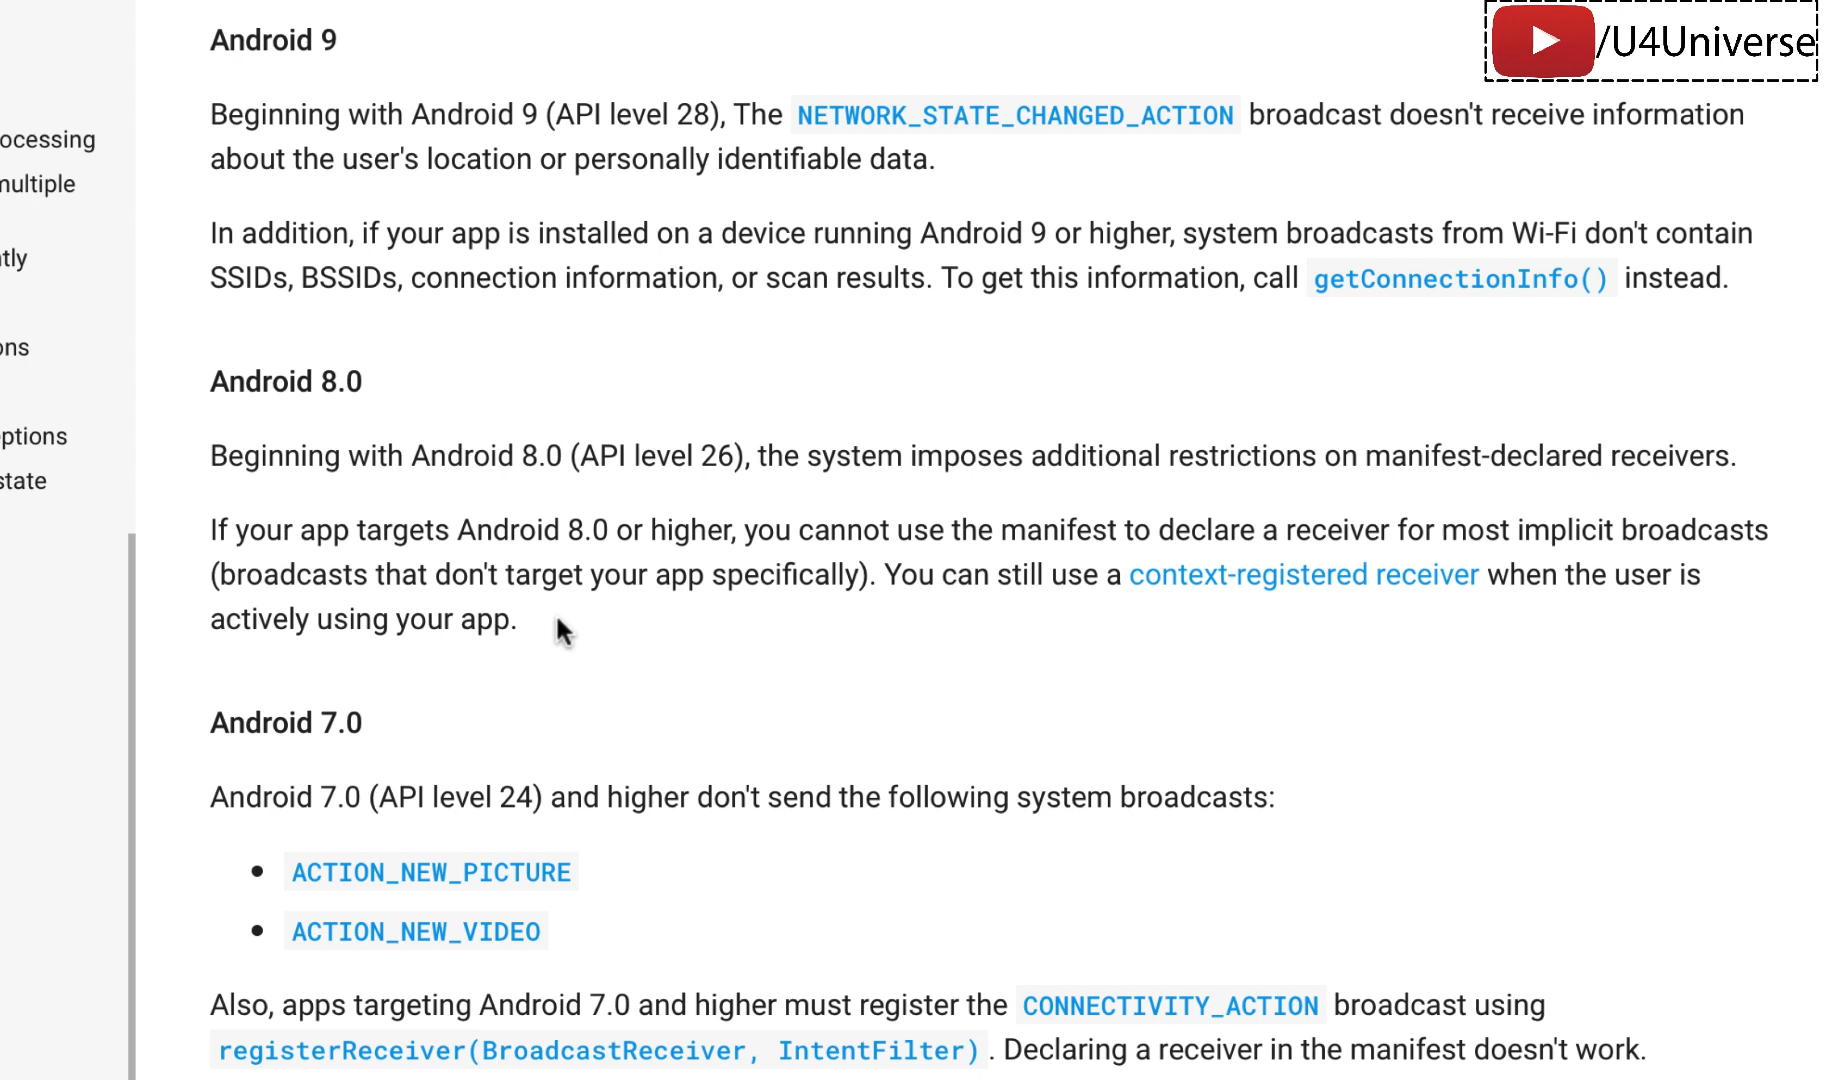 /U4Universe
Android 9
Beginning with Android 9 (API level 28), The NETWORK_STATE_CHANGED_ACTION broadcast doesn't receive information
about the user's location or personally identifiable data.
In addition, if your app is installed on a device running Android 9 or higher, system broadcasts from Wi-Fi don't contain
SSIDs, BSSIDs, connection information, or scan results. To get this information, call getConnectionInfo() instead.
Android 8.0
Beginning with Android 8.0 (API level 26), the system imposes additional restrictions on manifest-declared receivers.
If your app targets Android 8.0 or higher, you cannot use the manifest to declare a receiver for most implicit broadcasts
(broadcasts that don't target your app specifically). You can still use a context-registered receiver when the user is
actively using your app.
Android 7.0
Android 7.0 (API level 24) and higher don't send the following system broadcasts:
• ACTION_NEW_PICTURE
• ACTION_NEW_VIDEO
Also, apps targeting Android 7.0 and higher must register the CONNECTIVITY_ACTION broadcast using
registerReceiver(BroadcastReceiver, IntentFilter). Declaring a receiver in the manifest doesn't work.
ocessing
multiple
tly
ons
ptions
state